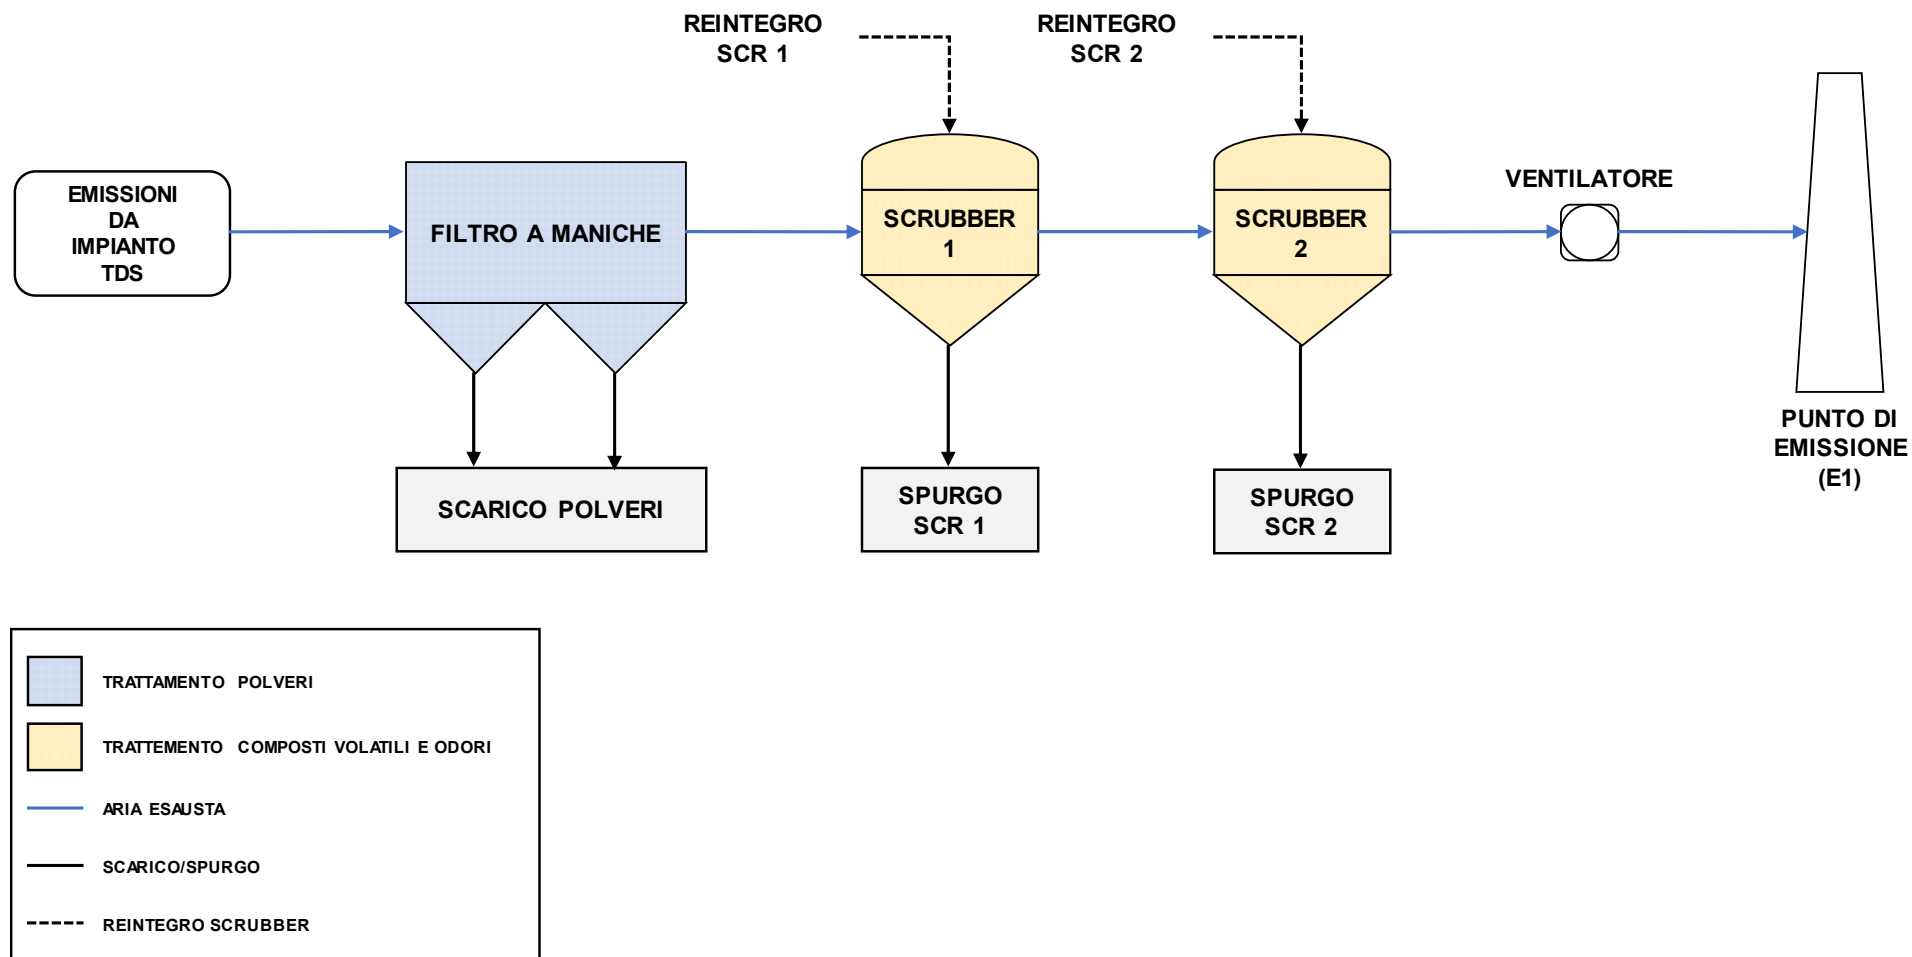 REINTEGRO
SCR 1
REINTEGRO
SCR 2
EMISSIONI
DA
IMPIANTO
TDS
FILTRO A MANICHE
SCRUBBER
1
SCRUBBER
2
VENTILATORE
PUNTO DI
EMISSIONE
(E1)
SCARICO POLVERI
SPURGO
SCR 1
SPURGO
SCR 2
TRATTAMENTO POLVERI
TRATTEMENTO COMPOSTI VOLATILI E ODORI
ARIA ESAUSTA
SCARICO/SPURGO
REINTEGRO SCRUBBER